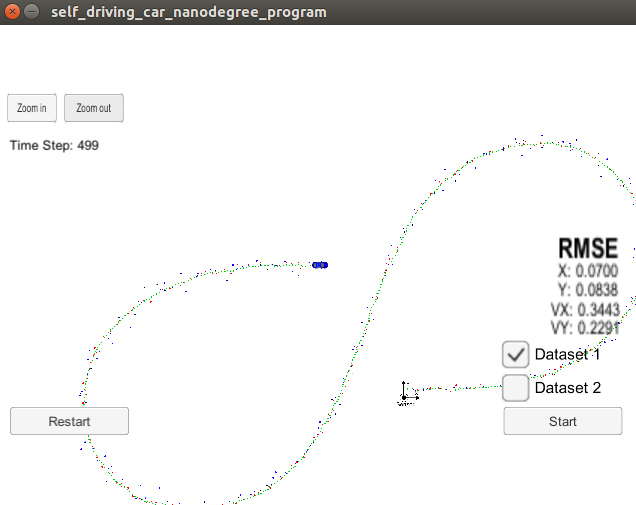 self_driving_car_nanodegree_program
Zoom in
Zoom out
Time Step: 499
RMSE
X: 0.0700
Y: 0.0838
VX: 0.3443
VY: 0.2291
Dataset 1
Dataset 2
Restart
Start